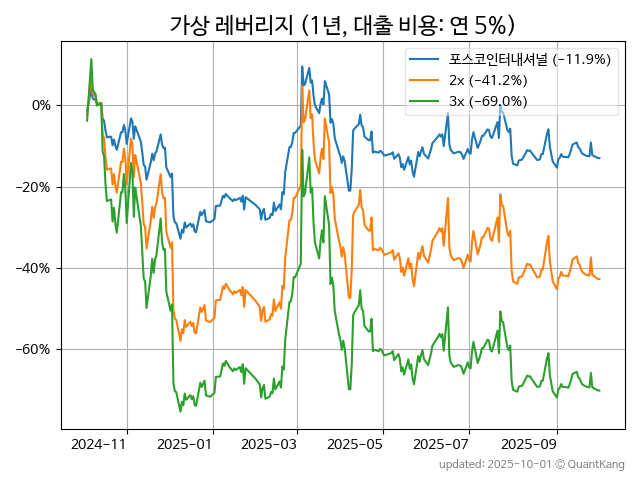 가상 레버리지 (1년, 대출 비용: 연 5%)
포스코인터내셔널 (−11.9%)
2x (−41.2%)
3x (−69.0%)
0%
−20%
−40%
−60%
2024-11
2025-01
2025-03
2025-05
2025-07
2025-09
updated: 2025-10-01 © QuantKang